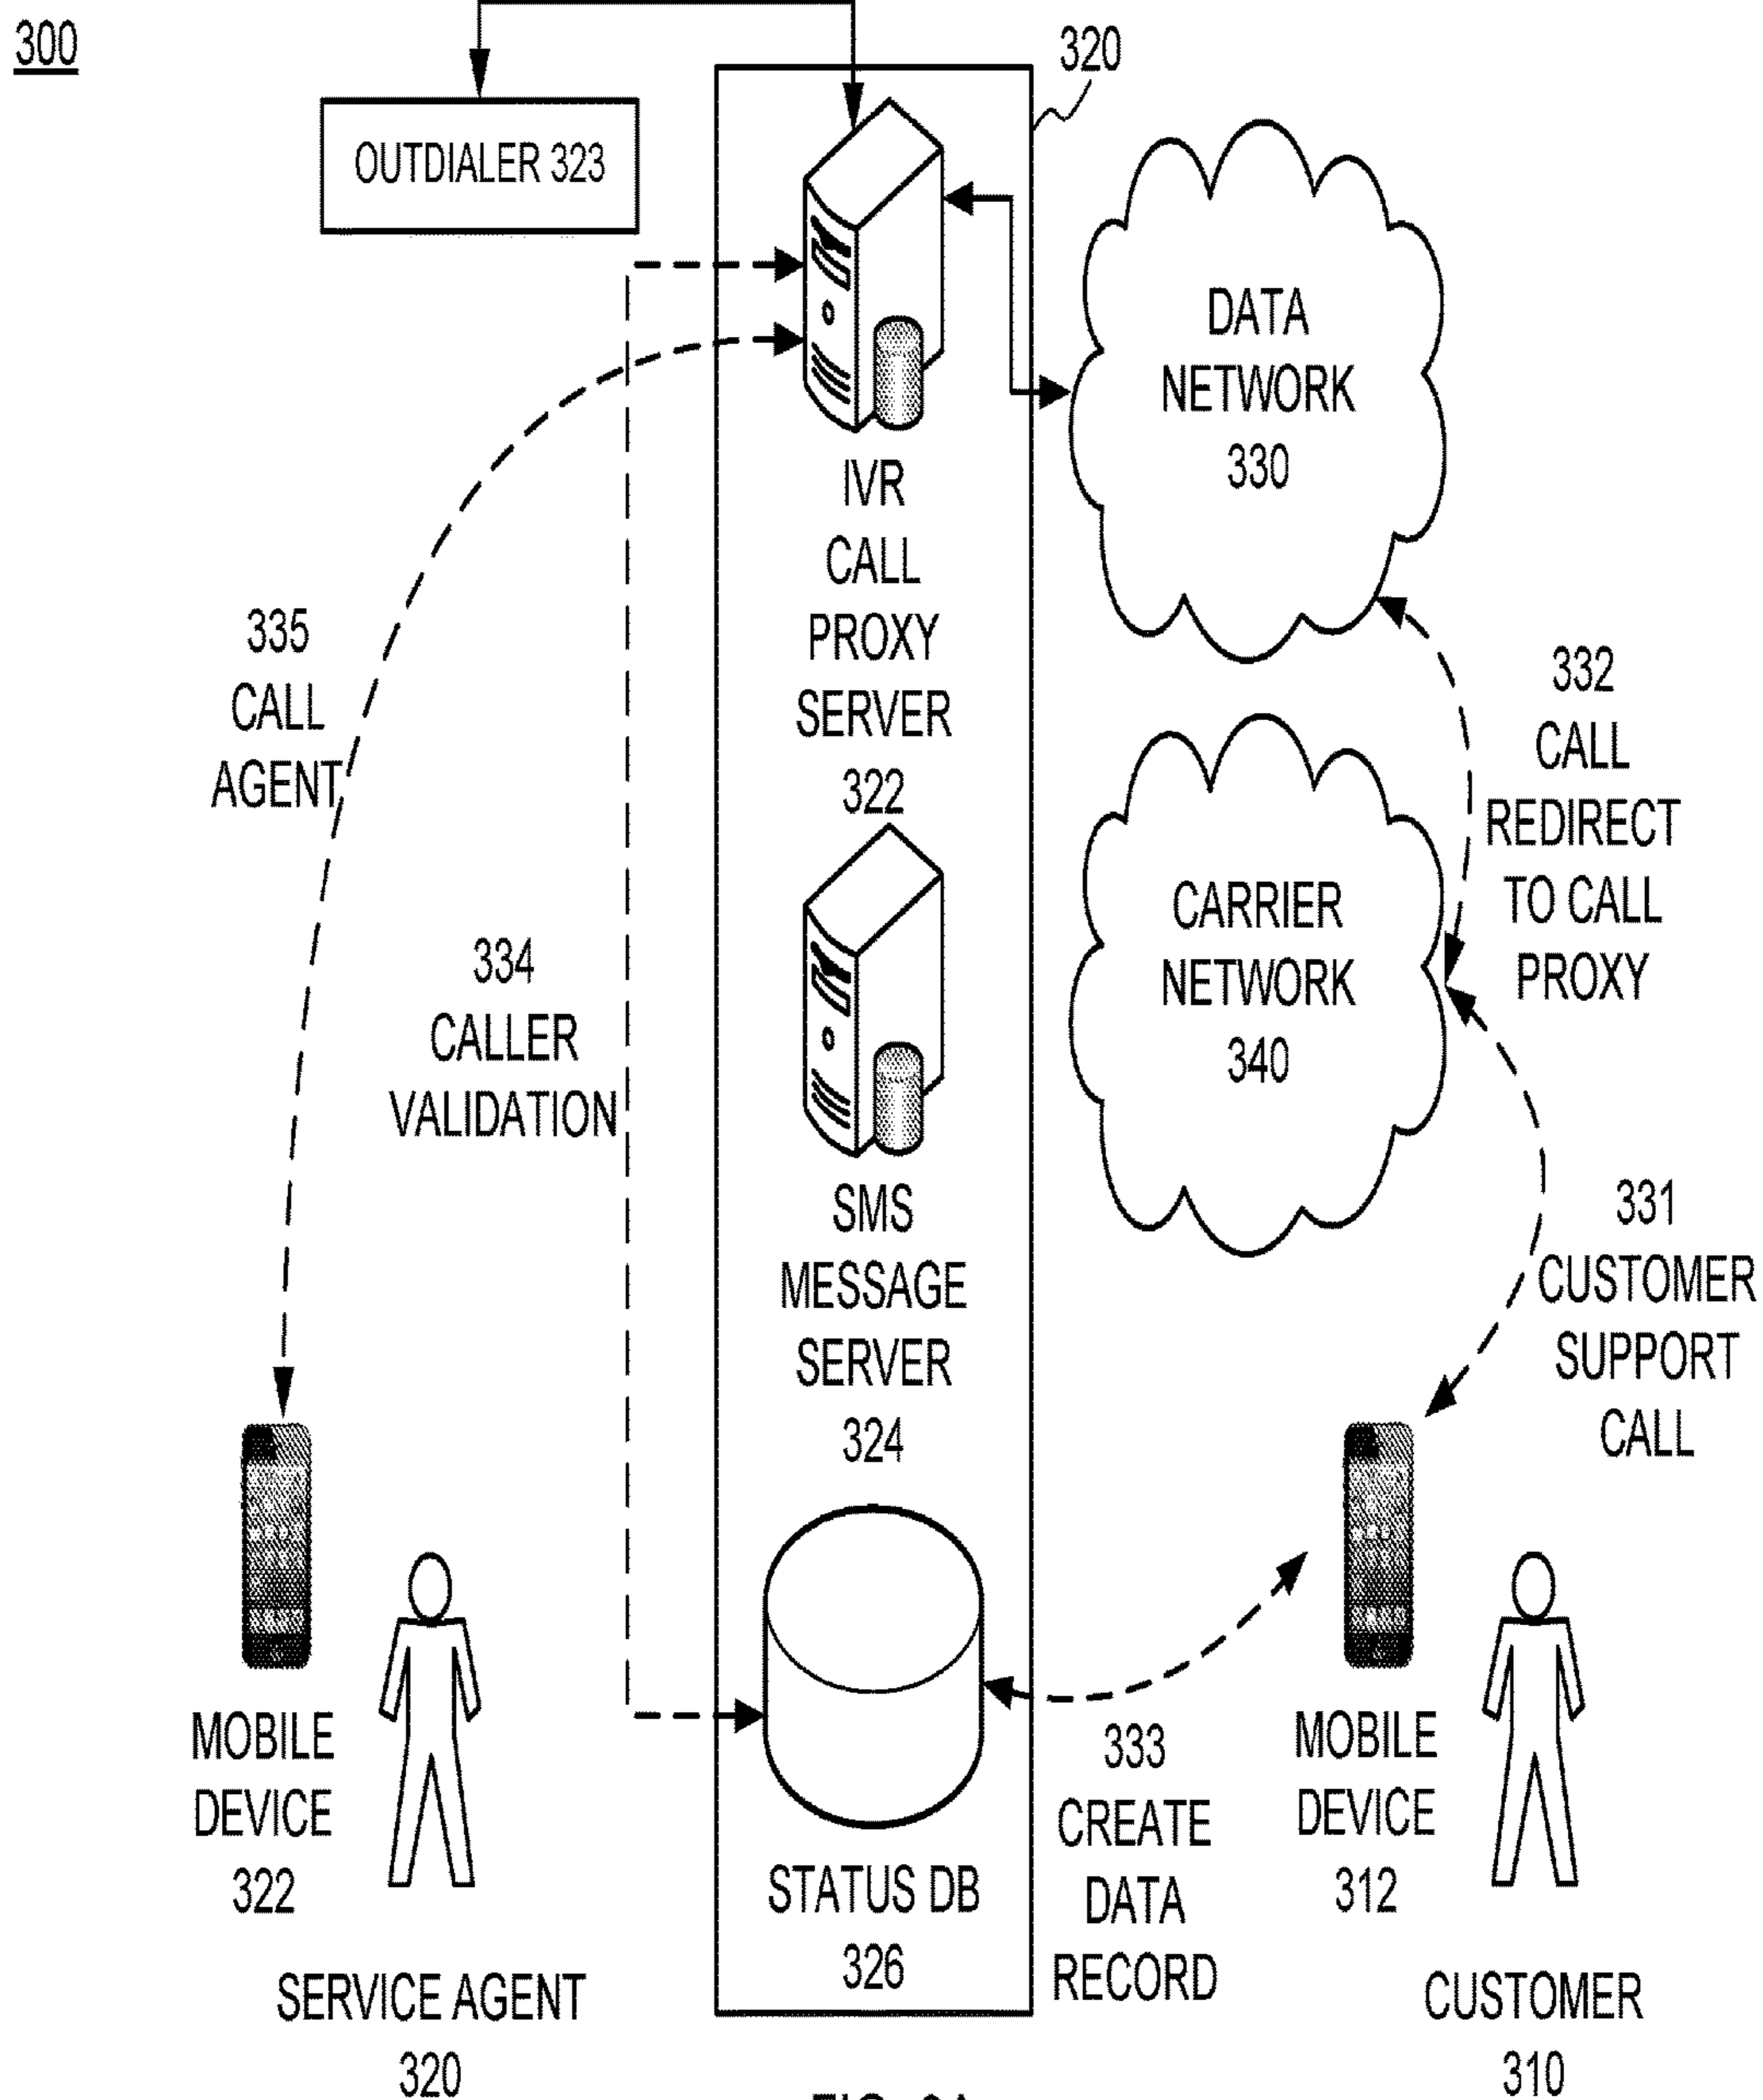 300
320
OUTDIALER 323
DATA
NETWORK
330
IVR
CALL
PROXY
SERVER
322
335
CALL
AGENT
332
CALL
REDIRECT
TO CALL
PROXY
CARRIER
NETWORK
340
334
CALLER
VALIDATION
331
CUSTOMER
SUPPORT
CALL
SMS
MESSAGE
SERVER
324
MOBILE
DEVICE
322
SERVICE AGENT
320
STATUS DB
326
333
CREATE
DATA
RECORD
MOBILE
DEVICE
312
CUSTOMER
310